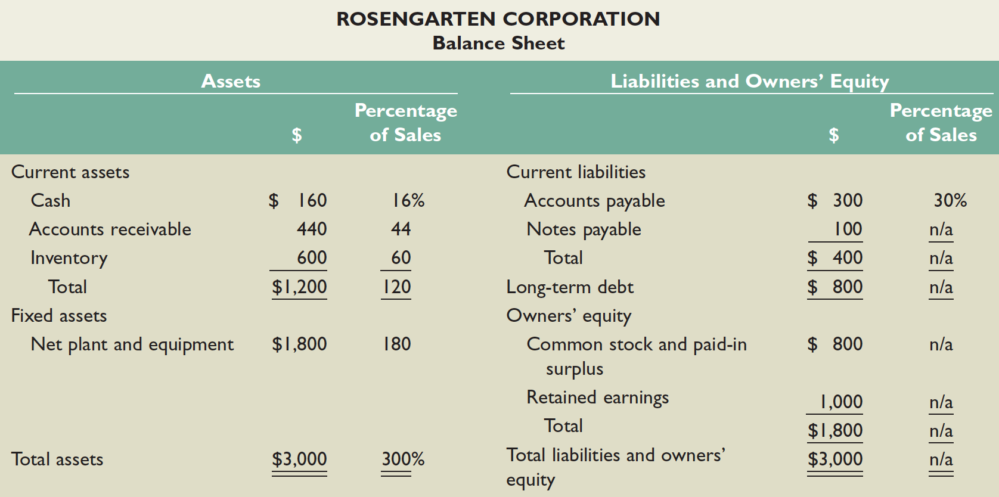 ROSENGARTEN CORPORATION
Balance Sheet
Assets Liabilities and Owners’ Equity
Percentage Percentage
$ of Sales $ of Sales
Current assets Current liabilities
Cash $ 160 16% Accounts payable $ 300 30%
Accounts receivable 440 44 Notes payable 100 n/a
Inventory 600 60 Total $ 400 n/a
Total $1,200 120 Long-term debt $ 800 n/a
Fixed assets Owners’ equity
Net plant and equipment $1,800 180 Common stock and paid-in $ 800 n/a
surplus
Retained earnings 1,000 n/a
Total $1,800 n/a
Total assets $3,000 300% Total liabilities and owners’ $3,000 n/a
equity